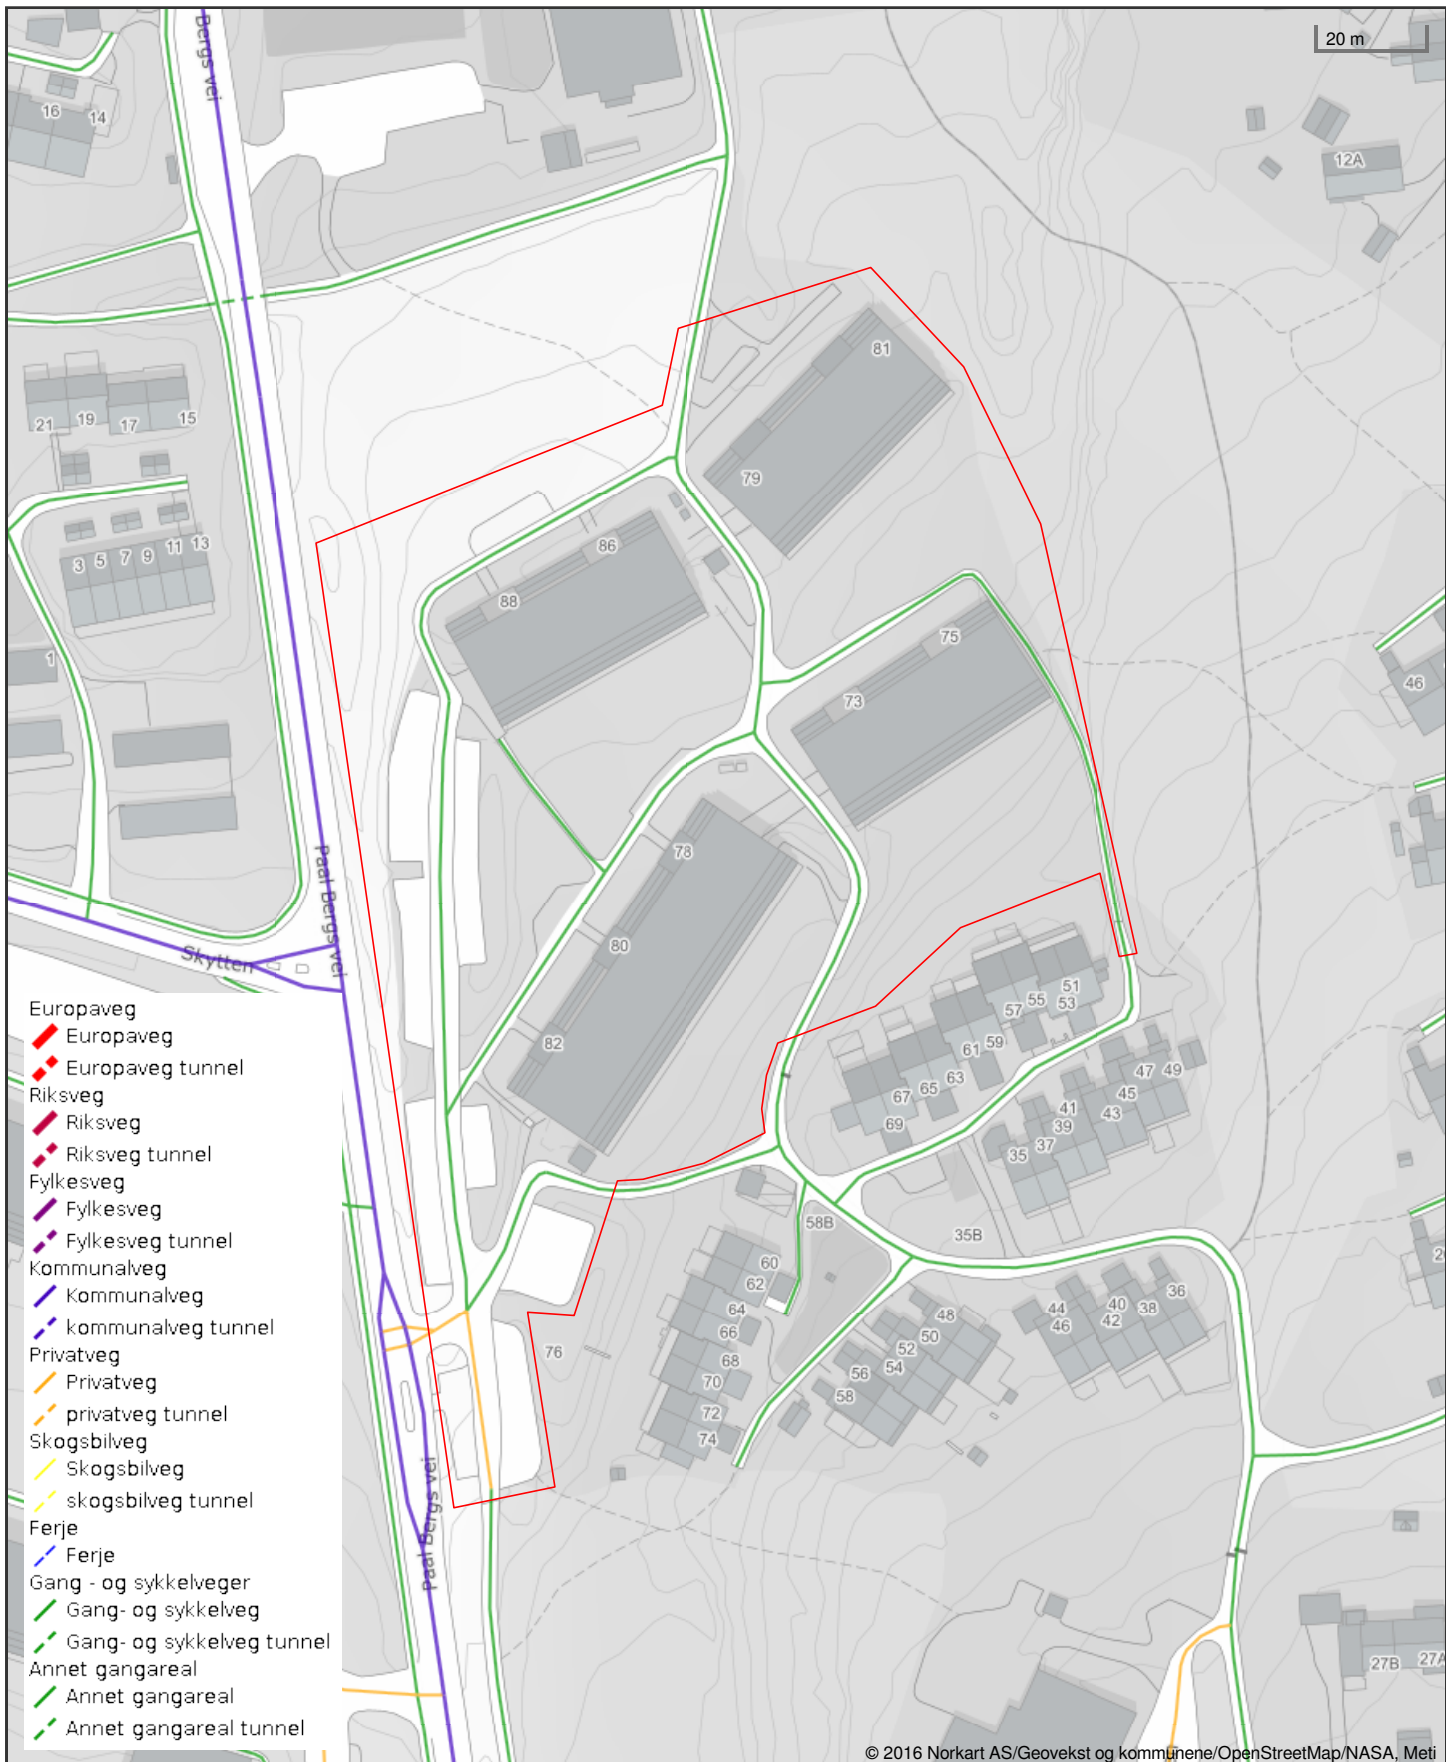 Bergs vei
20 m
16
14
12A
81
21
19
17
15
79
86
3
5
7
9
11
13
88
1
75
46
73
78
Paal Bergs vei
80
Skytten
82
51
55
53
57
59
61
63
65
67
69
47
49
45
41
43
39
37
35
58B
35B
60
62
64
66
68
70
72
74
76
48
50
52
54
56
58
44
46
40
42
38
36
Paal Bergs vei
27B
27A
Europaveg
Europaveg
Europaveg tunnel
Riksveg
Riksveg
Riksveg tunnel
Fylkesveg
Fylkesveg
Fylkesveg tunnel
Kommunalveg
Kommunalveg
kommunalveg tunnel
Privatveg
Privatveg
privatveg tunnel
Skogsbilveg
Skogsbilveg
skogsbilveg tunnel
Ferje
Ferje
Gang - og sykkelveger
Gang- og sykkelveg
Gang- og sykkelveg tunnel
Annet gangareal
Annet gangareal
Annet gangareal tunnel
© 2016 Norkart AS/Geovekst og kommunene/OpenStreetMap/NASA, Meti